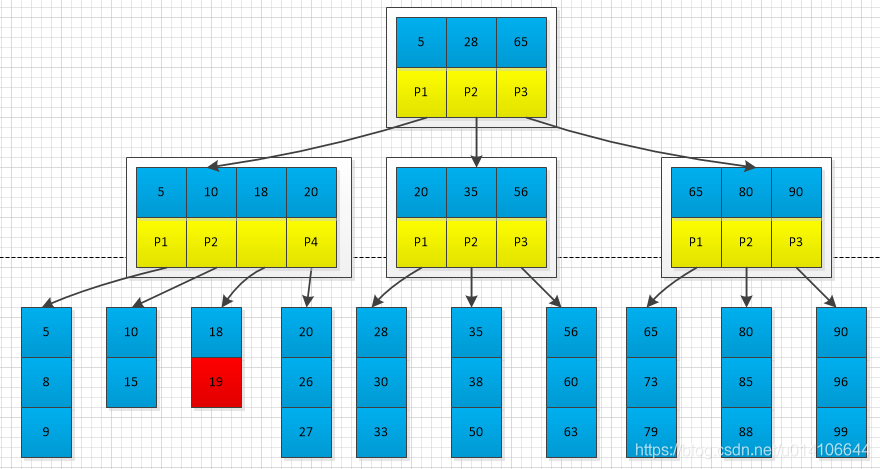 5 28 65
P1 P2 P3
5 10 18 20
P1 P2 P4
20 35 56
P1 P2 P3
65 80 90
P1 P2 P3
5 10 18 20 28 35 56 65 80 90
8 15 19 26 30 38 60 73 85 96
9 27 33 50 63 79 88 99
https://blog.csdn.net/u014106644